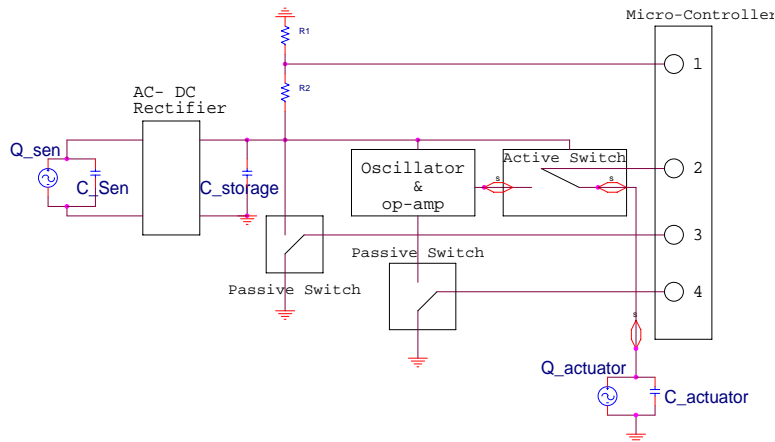 Micro-Controller
R1
1
AC- DC
Rectifier
R2
Q_sen
C_Sen
C_storage
Oscillator
&
op-amp
s
Active Switch
s
2
3
Passive Switch
Passive Switch
4
s
Q_actuator
C_actuator